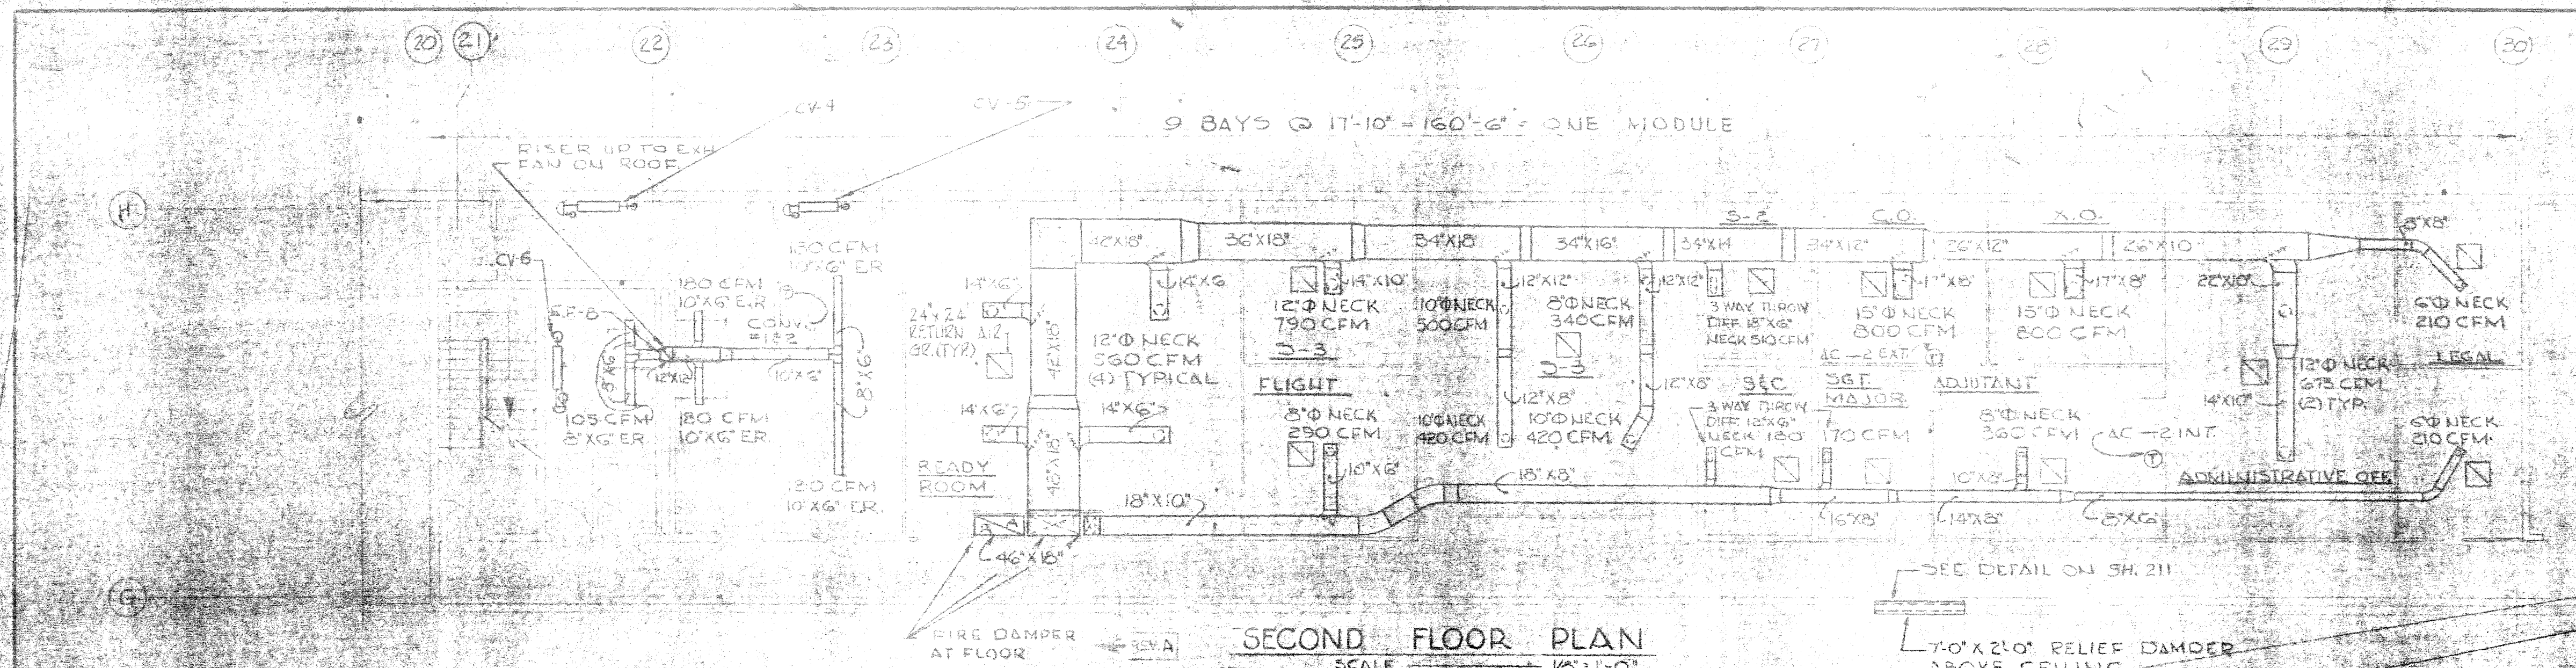 20 21 22 23 24 25 26 27 28 29 30
CV-4
CV-5
9 BAYS @ 17'-10" = 160'-6" = ONE MODULE
RISER UP TO EXH
FAN ON ROOF
H
S-2
C.O.
X.O.
8"X8"
42"X18"
36"X18"
34"X18
34"X16"
34"X14
34"X12"
26"X12"
26"X10
CV-6
180 CFM
10"X6" E.R.
14"X6"
14"X6
14"X10"
12"X12"
12"X12"
17"X8"
17"X8"
22"X10"
E.F-8
CONV.
#1&2
24"x24
RETURN AIR
GR.(TYP.)
48"X18"
12"Φ NECK
560 CFM
(4) TYPICAL
12"Φ NECK
790 CFM
S-3
10"Φ NECK
500 CFM
8"Φ NECK
340 CFM
S-3
3 WAY THROW
DIFF. 18"X6"
NECK 510 CFM
15"Φ NECK
800 CFM
15"Φ NECK
800 CFM
6"Φ NECK
210 CFM
LEGAL
AC-2 EXT.
T
8"X6"
12"X12"
10"X6"
8"X6"
12"Φ NECK
675 CFM
(2) TYP.
FLIGHT
S&C
SGT.
MAJOR
ADJUTANT
12"X8"
12"X8"
14"X10"
105 CFM
8"X6" ER.
180 CFM
10"X6" ER.
14"X6"
14"X6"
8"Φ NECK
290 CFM
10"Φ NECK
420 CFM
10"Φ NECK
420 CFM
3-WAY THROW
DIFF. 12"X6"
NECK 180
CFM
170 CFM
8"Φ NECK
360 CFM
AC-2 INT.
T
6"Φ NECK
210 CFM
READY
ROOM
48"X18"
10"X6"
18"X8"
10"X8"
ADMINISTRATIVE OFF.
10"X6" ER.
18"X10"
16"X8"
14"X8"
8"X6"
46"X18"
G
SEE DETAIL ON SH. 211
FIRE DAMPER
AT FLOOR
REV. A
SECOND FLOOR PLAN
SCALE 1/8"=1'-0"
7'-0" X 2'-0" RELIEF DAMPER
ABOVE CEILING